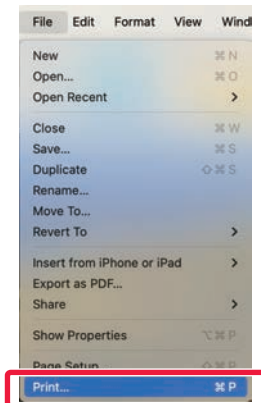 File Edit Format View Wind
New ⌘ N
Open... ⌘ O
Open Recent >
Close ⌘ W
Save... ⌘ S
Duplicate ⇧ ⌘ S
Rename...
Move To...
Revert To >
Insert from iPhone or iPad >
Export as PDF...
Share >
Show Properties ⌥ ⌘ P
Page Setup ⇧ ⌘ P
Print... ⌘ P